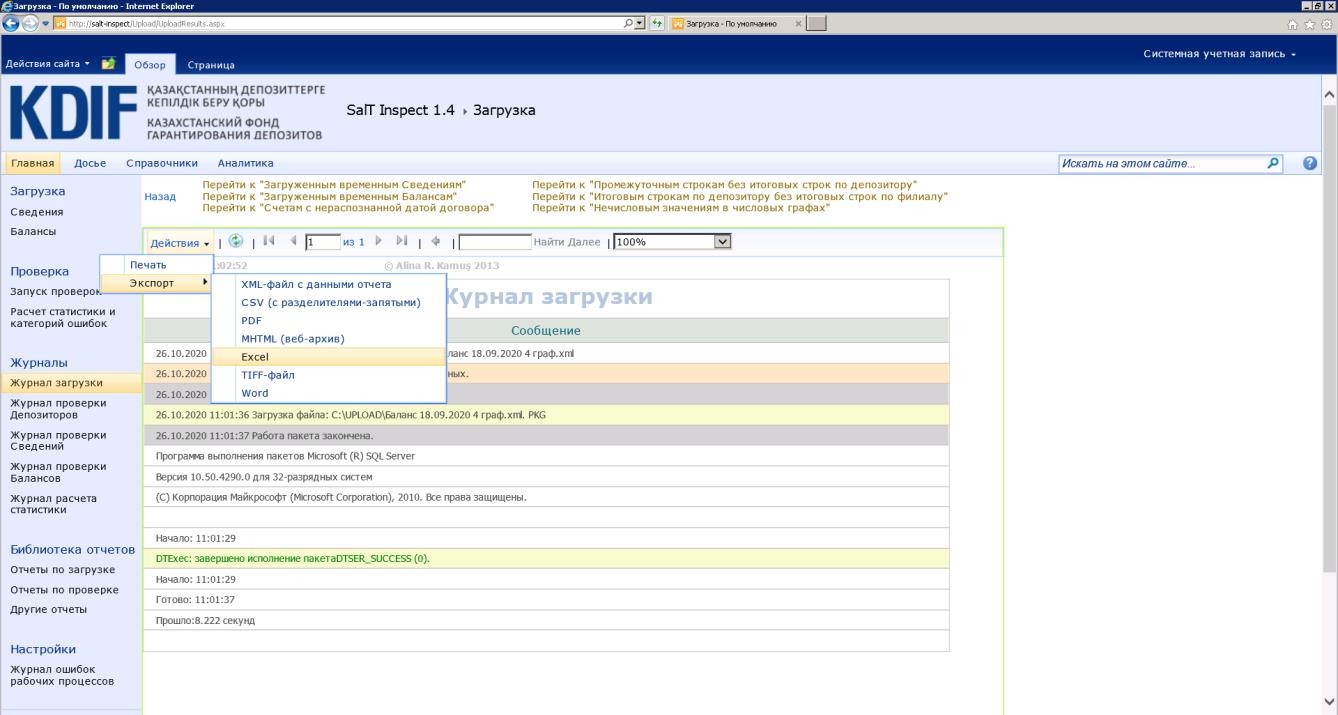 Загрузка - По умолчанию - Internet Explorer
http://salt-inspect/Upload/UploadResults.aspx
Загрузка - По умолчанию
Действия сайта
Обзор
Страница
Системная учетная запись
KDIF
ҚАЗАҚСТАННЫҢ ДЕПОЗИТТЕРГЕ
КЕПІЛДІК БЕРУ ҚОРЫ
КАЗАХСТАНСКИЙ ФОНД
ГАРАНТИРОВАНИЯ ДЕПОЗИТОВ
SalT Inspect 1.4 › Загрузка
Главная Досье Справочники Аналитика
Искать на этом сайте...
Загрузка
Сведения
Балансы
Проверка
Запуск проверок
Расчет статистики и
категорий ошибок
Журналы
Журнал загрузки
Журнал проверки
Депозиторов
Журнал проверки
Сведений
Журнал проверки
Балансов
Журнал расчета
статистики
Библиотека отчетов
Отчеты по загрузке
Отчеты по проверке
Другие отчеты
Настройки
Журнал ошибок
рабочих процессов
Назад
Перейти к "Загруженным временным Сведениям"
Перейти к "Загруженным временным Балансам"
Перейти к "Счетам с нераспознанной датой договора"
Перейти к "Промежуточным строкам без итоговых строк по депозитору"
Перейти к "Итоговым строкам по депозитору без итоговых строк по филиалу"
Перейти к "Нечисловым значениям в числовых графах"
Действия | | 1 из 1 | | Найти Далее | 100%
Печать
Экспорт
XML-файл с данными отчета
CSV (с разделителями-запятыми)
PDF
MHTML (веб-архив)
Excel
TIFF-файл
Word
:02:52
© Alina R. Kamuş 2013
Журнал загрузки
Сообщение
26.10.2020 ланс 18.09.2020 4 граф.xml
26.10.2020 ных.
26.10.2020
26.10.2020 11:01:36 Загрузка файла: C:\UPLOAD\Баланс 18.09.2020 4 граф.xml. PKG
26.10.2020 11:01:37 Работа пакета закончена.
Программа выполнения пакетов Microsoft (R) SQL Server
Версия 10.50.4290.0 для 32-разрядных систем
(C) Корпорация Майкрософт (Microsoft Corporation), 2010. Все права защищены.
Начало: 11:01:29
DTExec: завершено исполнение пакетаDTSER_SUCCESS (0).
Начало: 11:01:29
Готово: 11:01:37
Прошло:8.222 секунд